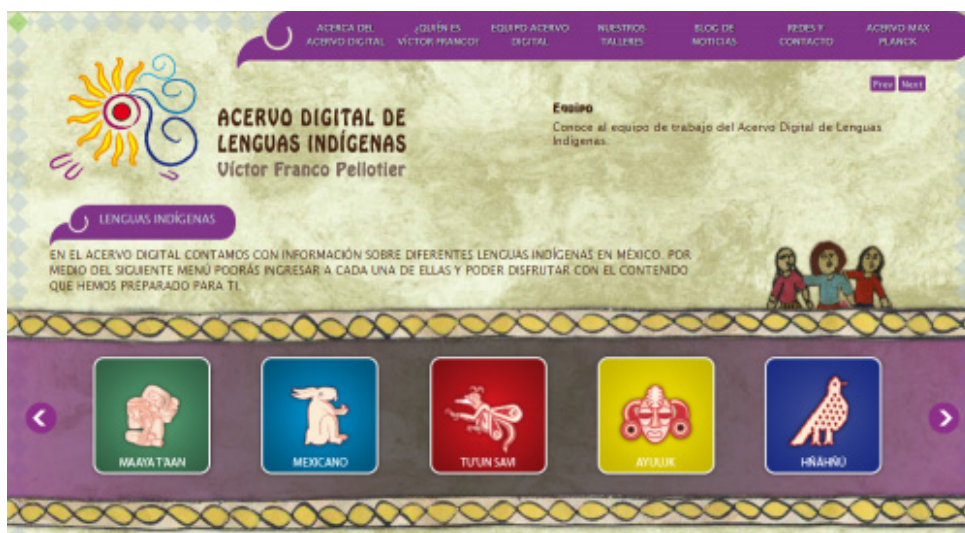 ACERCA DEL ACERVO DIGITAL
¿QUIÉN ES VÍCTOR FRANCO?
EQUIPO ACERVO DIGITAL
NUESTROS TALLERES
BLOG DE NOTICIAS
REDES Y CONTACTO
ACERVO MAX PLANCK
Prev Next
ACERVO DIGITAL DE
LENGUAS INDÍGENAS
Víctor Franco Pellotier
Equipo
Conoce al equipo de trabajo del Acervo Digital de Lenguas
Indígenas.
LENGUAS INDÍGENAS
EN EL ACERVO DIGITAL CONTAMOS CON INFORMACIÓN SOBRE DIFERENTES LENGUAS INDÍGENAS EN MÉXICO. POR
MEDIO DEL SIGUIENTE MENÚ PODRÁS INGRESAR A CADA UNA DE ELLAS Y PODER DISFRUTAR CON EL CONTENIDO
QUE HEMOS PREPARADO PARA TI.
MAAYA T'AAN
MEXICANO
TU'UN SAVI
AYUUJK
HÑÄHÑÜ